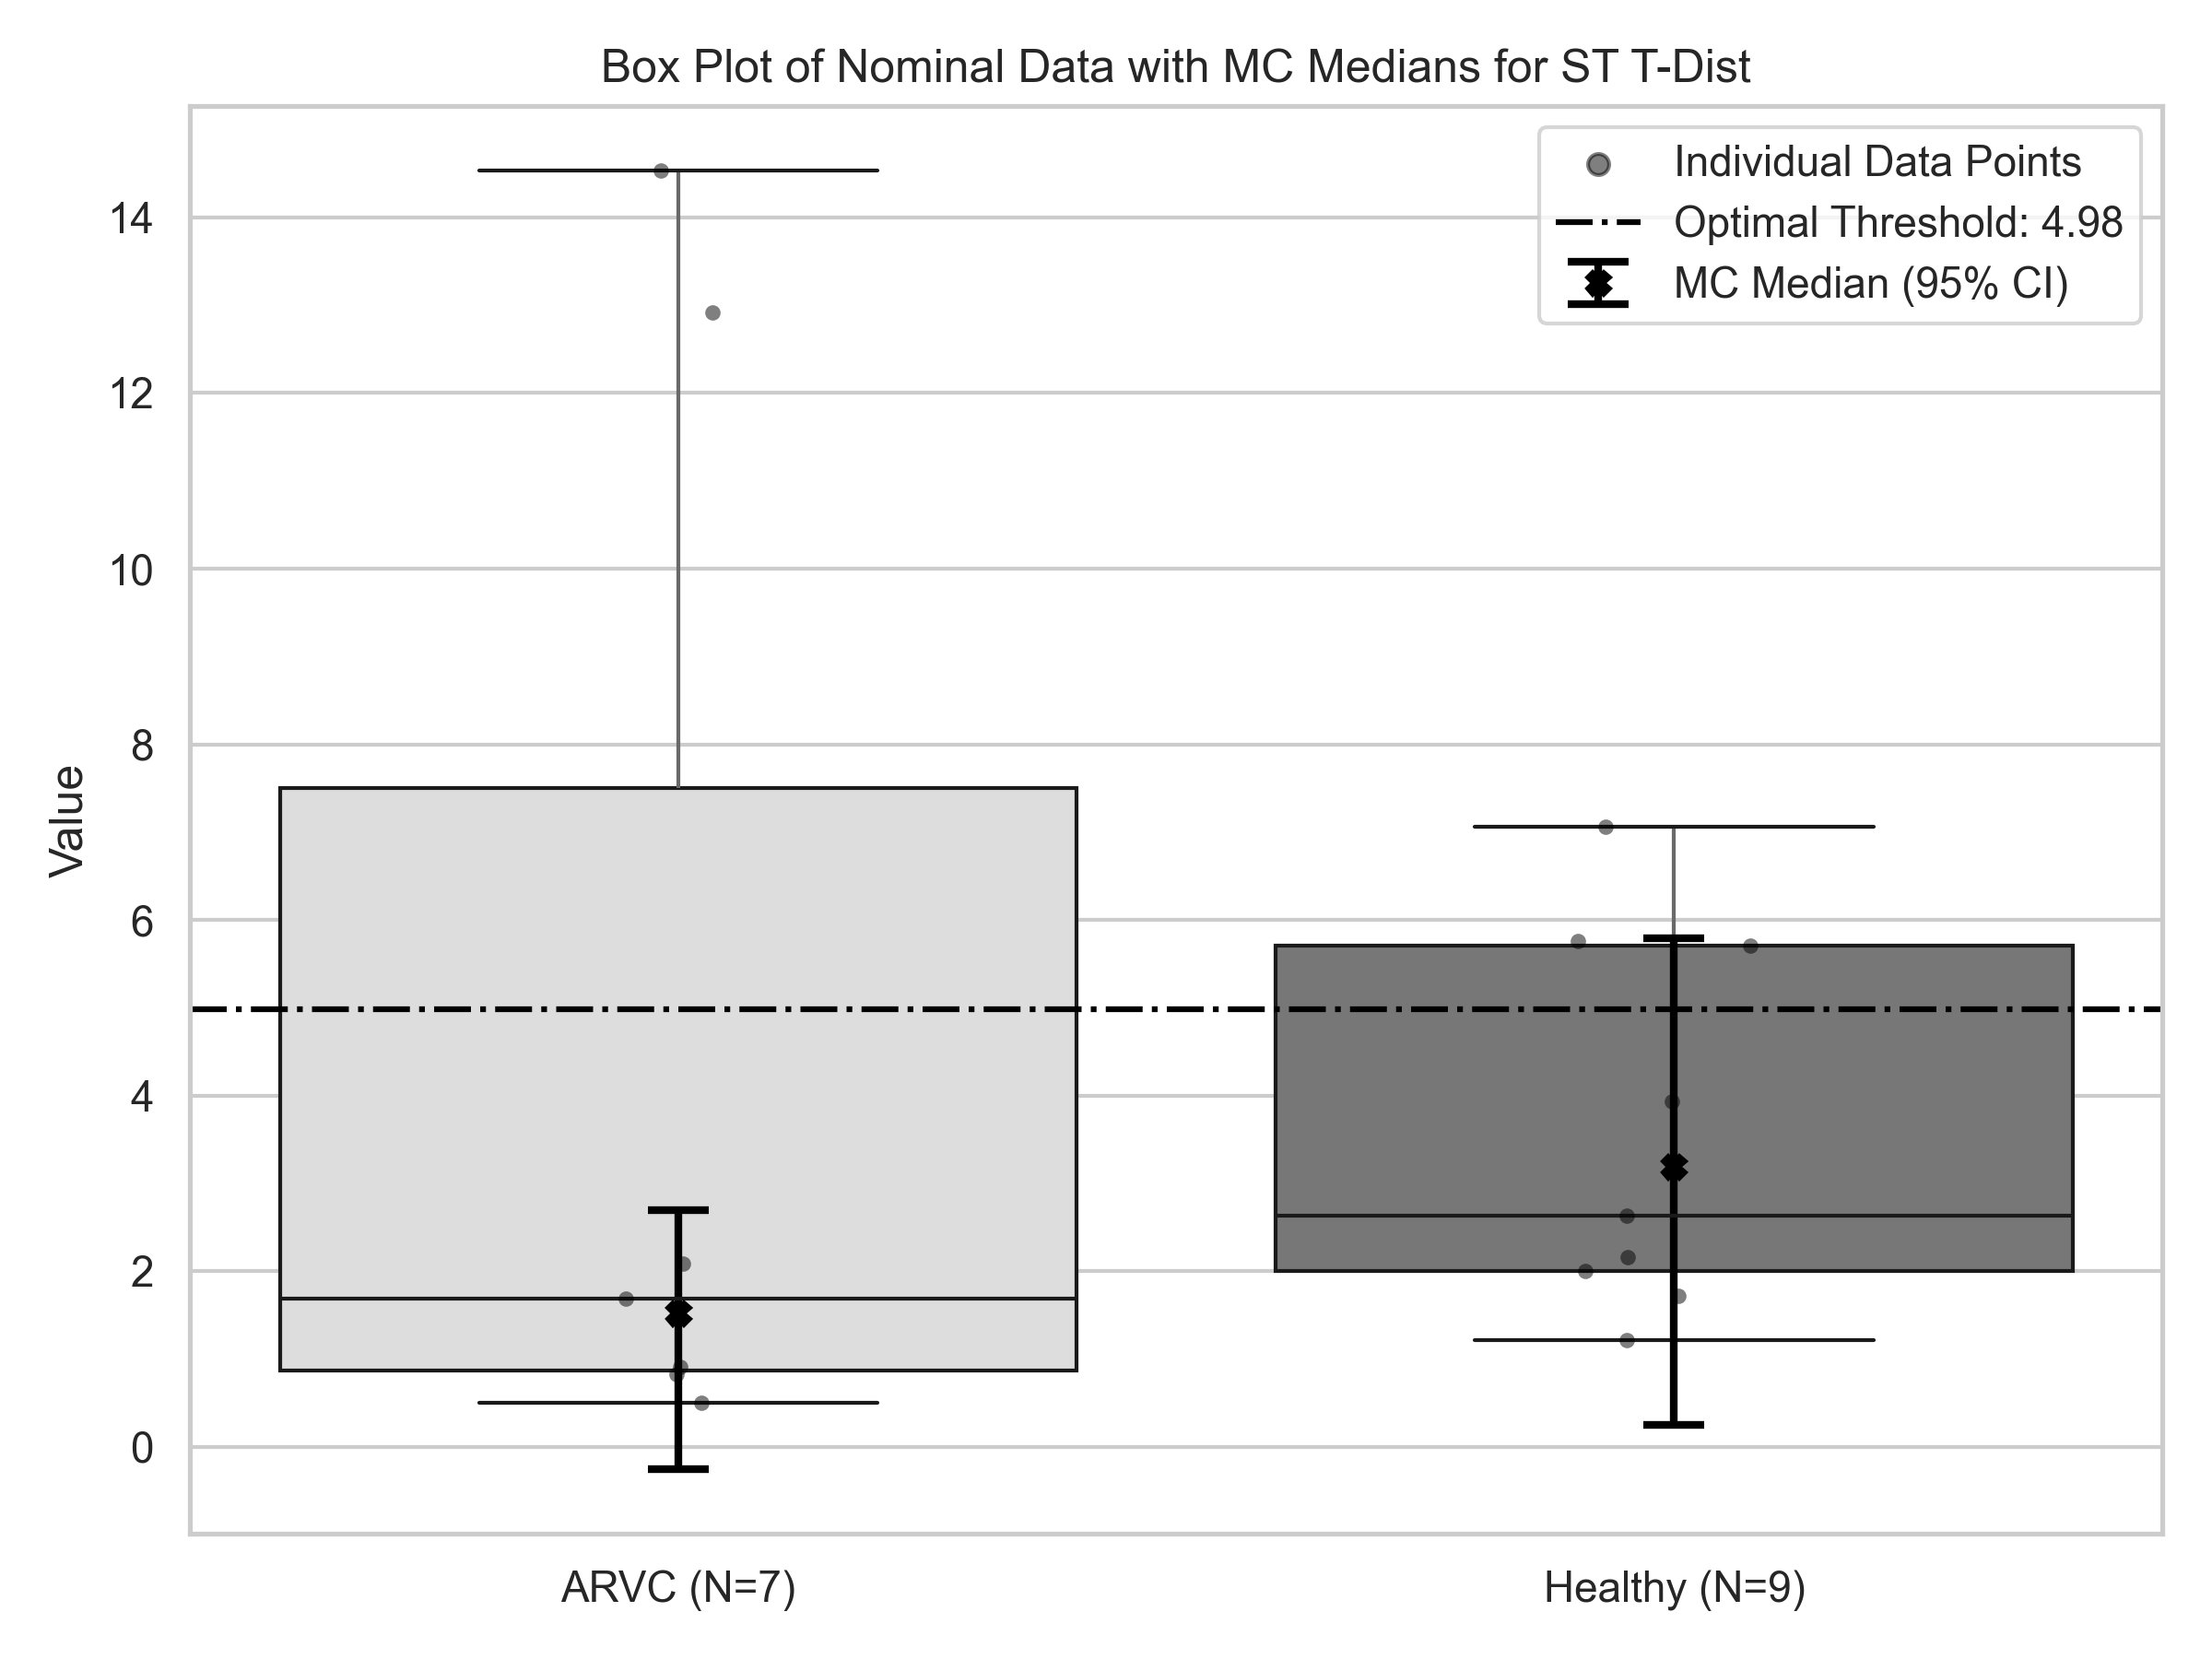 Box Plot of Nominal Data with MC Medians for ST T-Dist
Individual Data Points
Optimal Threshold: 4.98
MC Median (95% CI)
14
12
10
8
6
4
2
0
Value
ARVC (N=7)
Healthy (N=9)